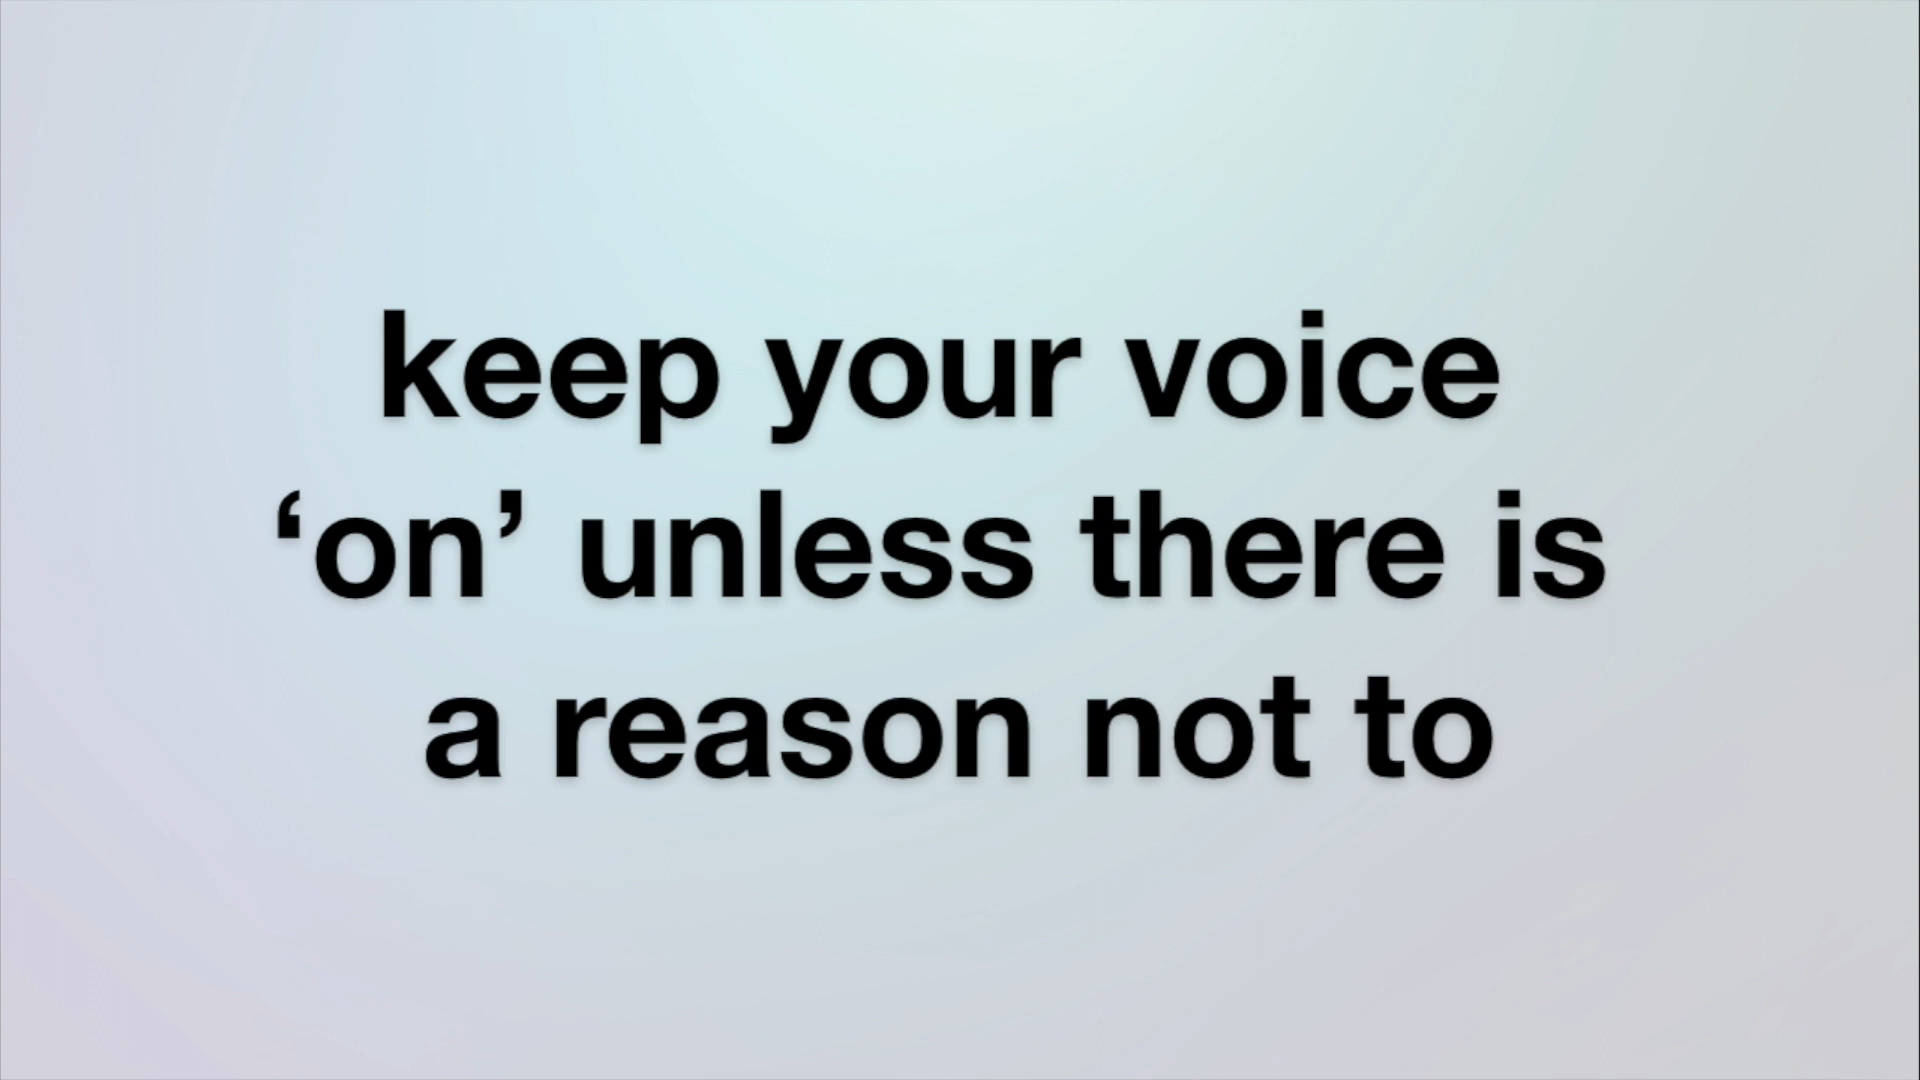 keep your voice
‘on’ unless there is
a reason not to